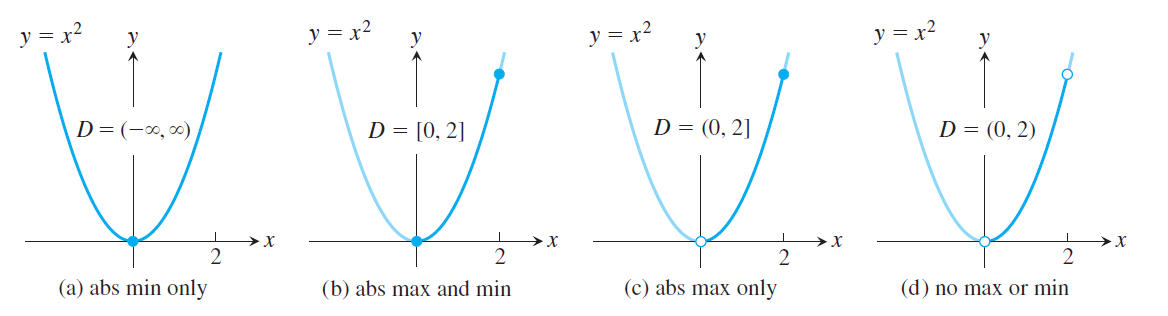 y = x²
y
D = (−∞, ∞)
2
x
(a) abs min only
y = x²
y
D = [0, 2]
2
x
(b) abs max and min
y = x²
y
D = (0, 2]
2
x
(c) abs max only
y = x²
y
D = (0, 2)
2
x
(d) no max or min